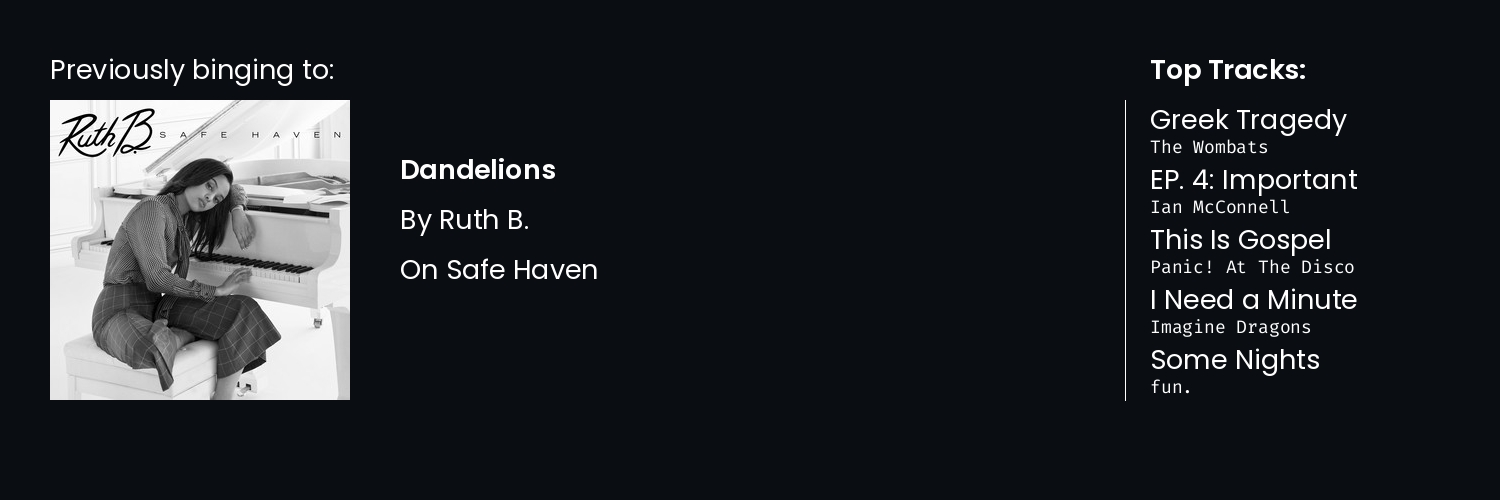 Previously binging to:
Ruth B. SAFE HAVEN
Dandelions
By Ruth B.
On Safe Haven
Top Tracks:
Greek Tragedy
The Wombats
EP. 4: Important
Ian McConnell
This Is Gospel
Panic! At The Disco
I Need a Minute
Imagine Dragons
Some Nights
fun.